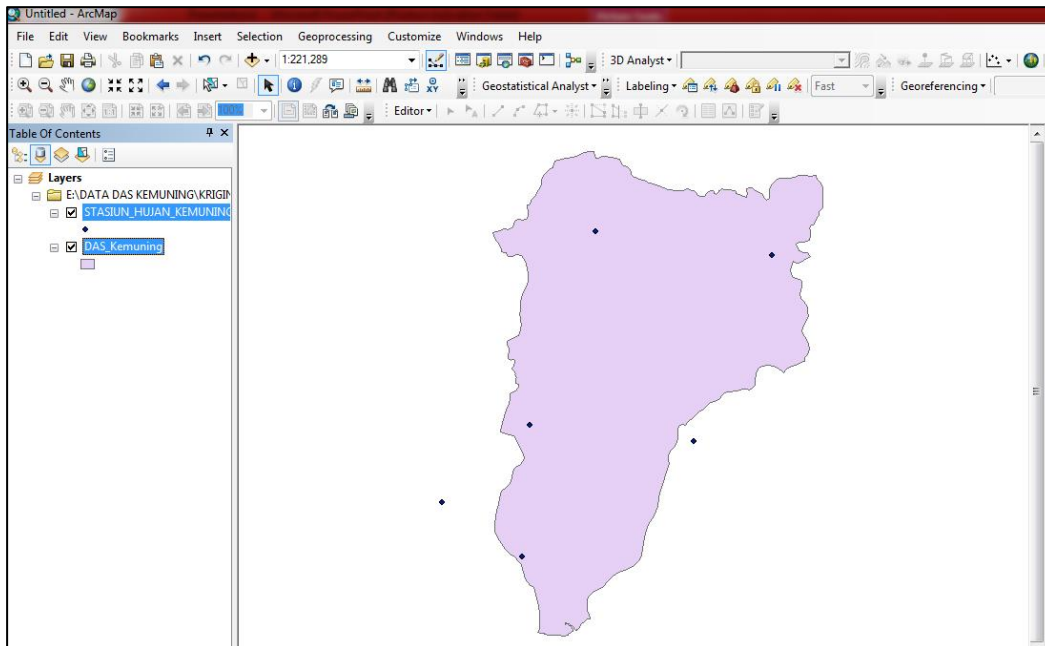 Untitled - ArcMap
File Edit View Bookmarks Insert Selection Geoprocessing Customize Windows Help
1:221,289 3D Analyst
Geostatistical Analyst Labeling Fast Georeferencing
100% Editor
Table Of Contents
Layers
E:\DATA DAS KEMUNING\KRIGIN
STASIUN_HUJAN_KEMUNING
DAS_Kemuning